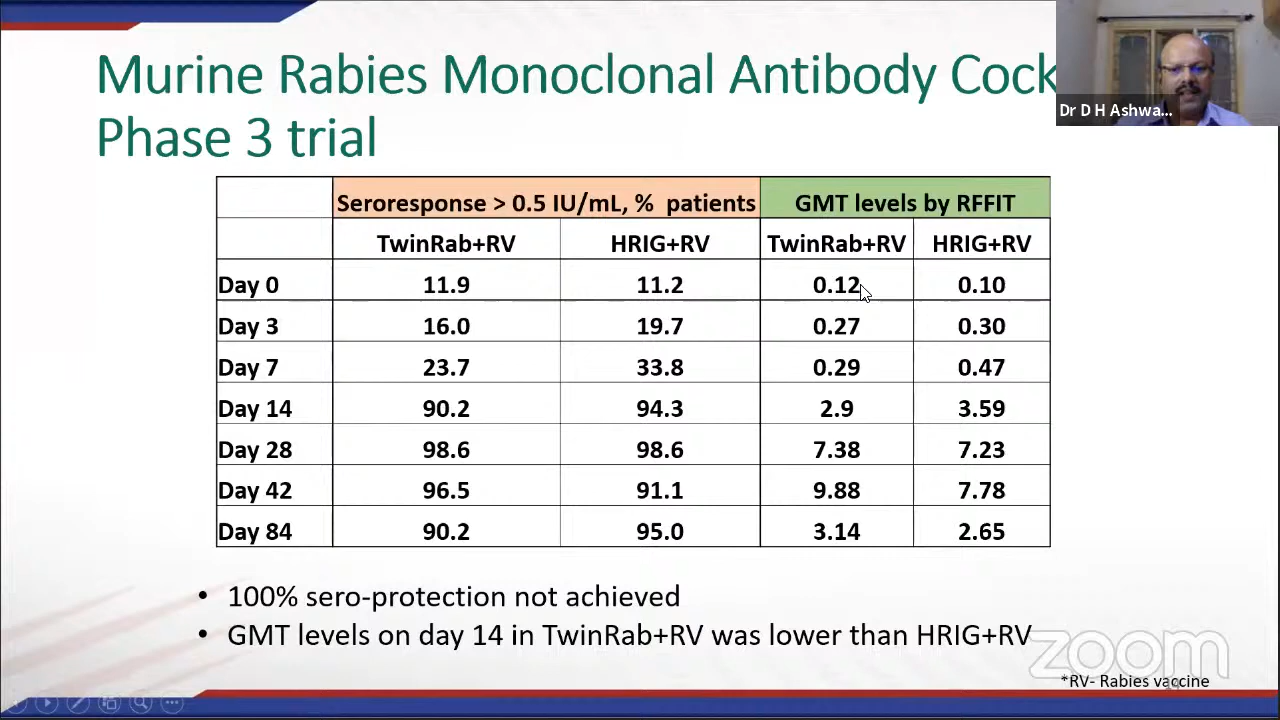 Murine Rabies Monoclonal Antibody Cock
Phase 3 trial
Dr D H Ashwa...
Seroresponse > 0.5 IU/mL, % patients GMT levels by RFFIT
TwinRab+RV HRIG+RV TwinRab+RV HRIG+RV
Day 0 11.9 11.2 0.12 0.10
Day 3 16.0 19.7 0.27 0.30
Day 7 23.7 33.8 0.29 0.47
Day 14 90.2 94.3 2.9 3.59
Day 28 98.6 98.6 7.38 7.23
Day 42 96.5 91.1 9.88 7.78
Day 84 90.2 95.0 3.14 2.65
• 100% sero-protection not achieved
• GMT levels on day 14 in TwinRab+RV was lower than HRIG+RV
zoom
*RV- Rabies vaccine